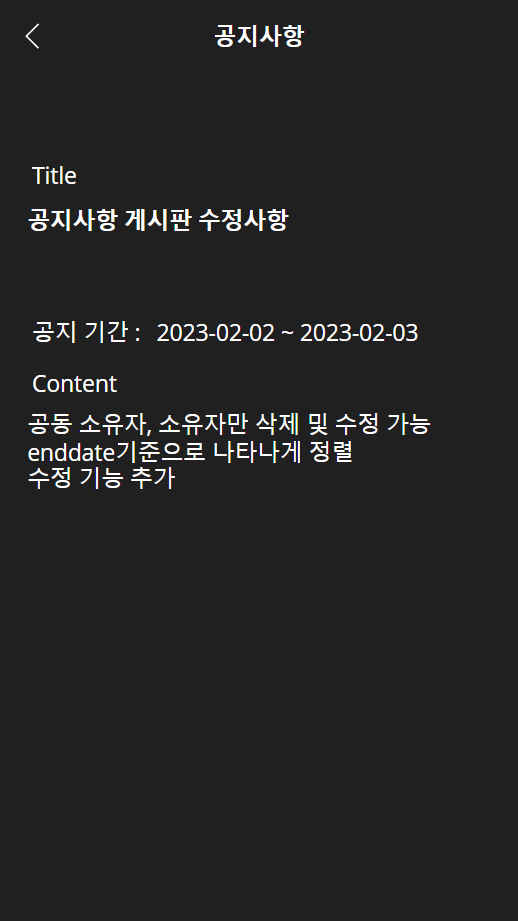 공지사항
Title
공지사항 게시판 수정사항
공지 기간 : 2023-02-02 ~ 2023-02-03
Content
공동 소유자, 소유자만 삭제 및 수정 가능
enddate기준으로 나타나게 정렬
수정 기능 추가